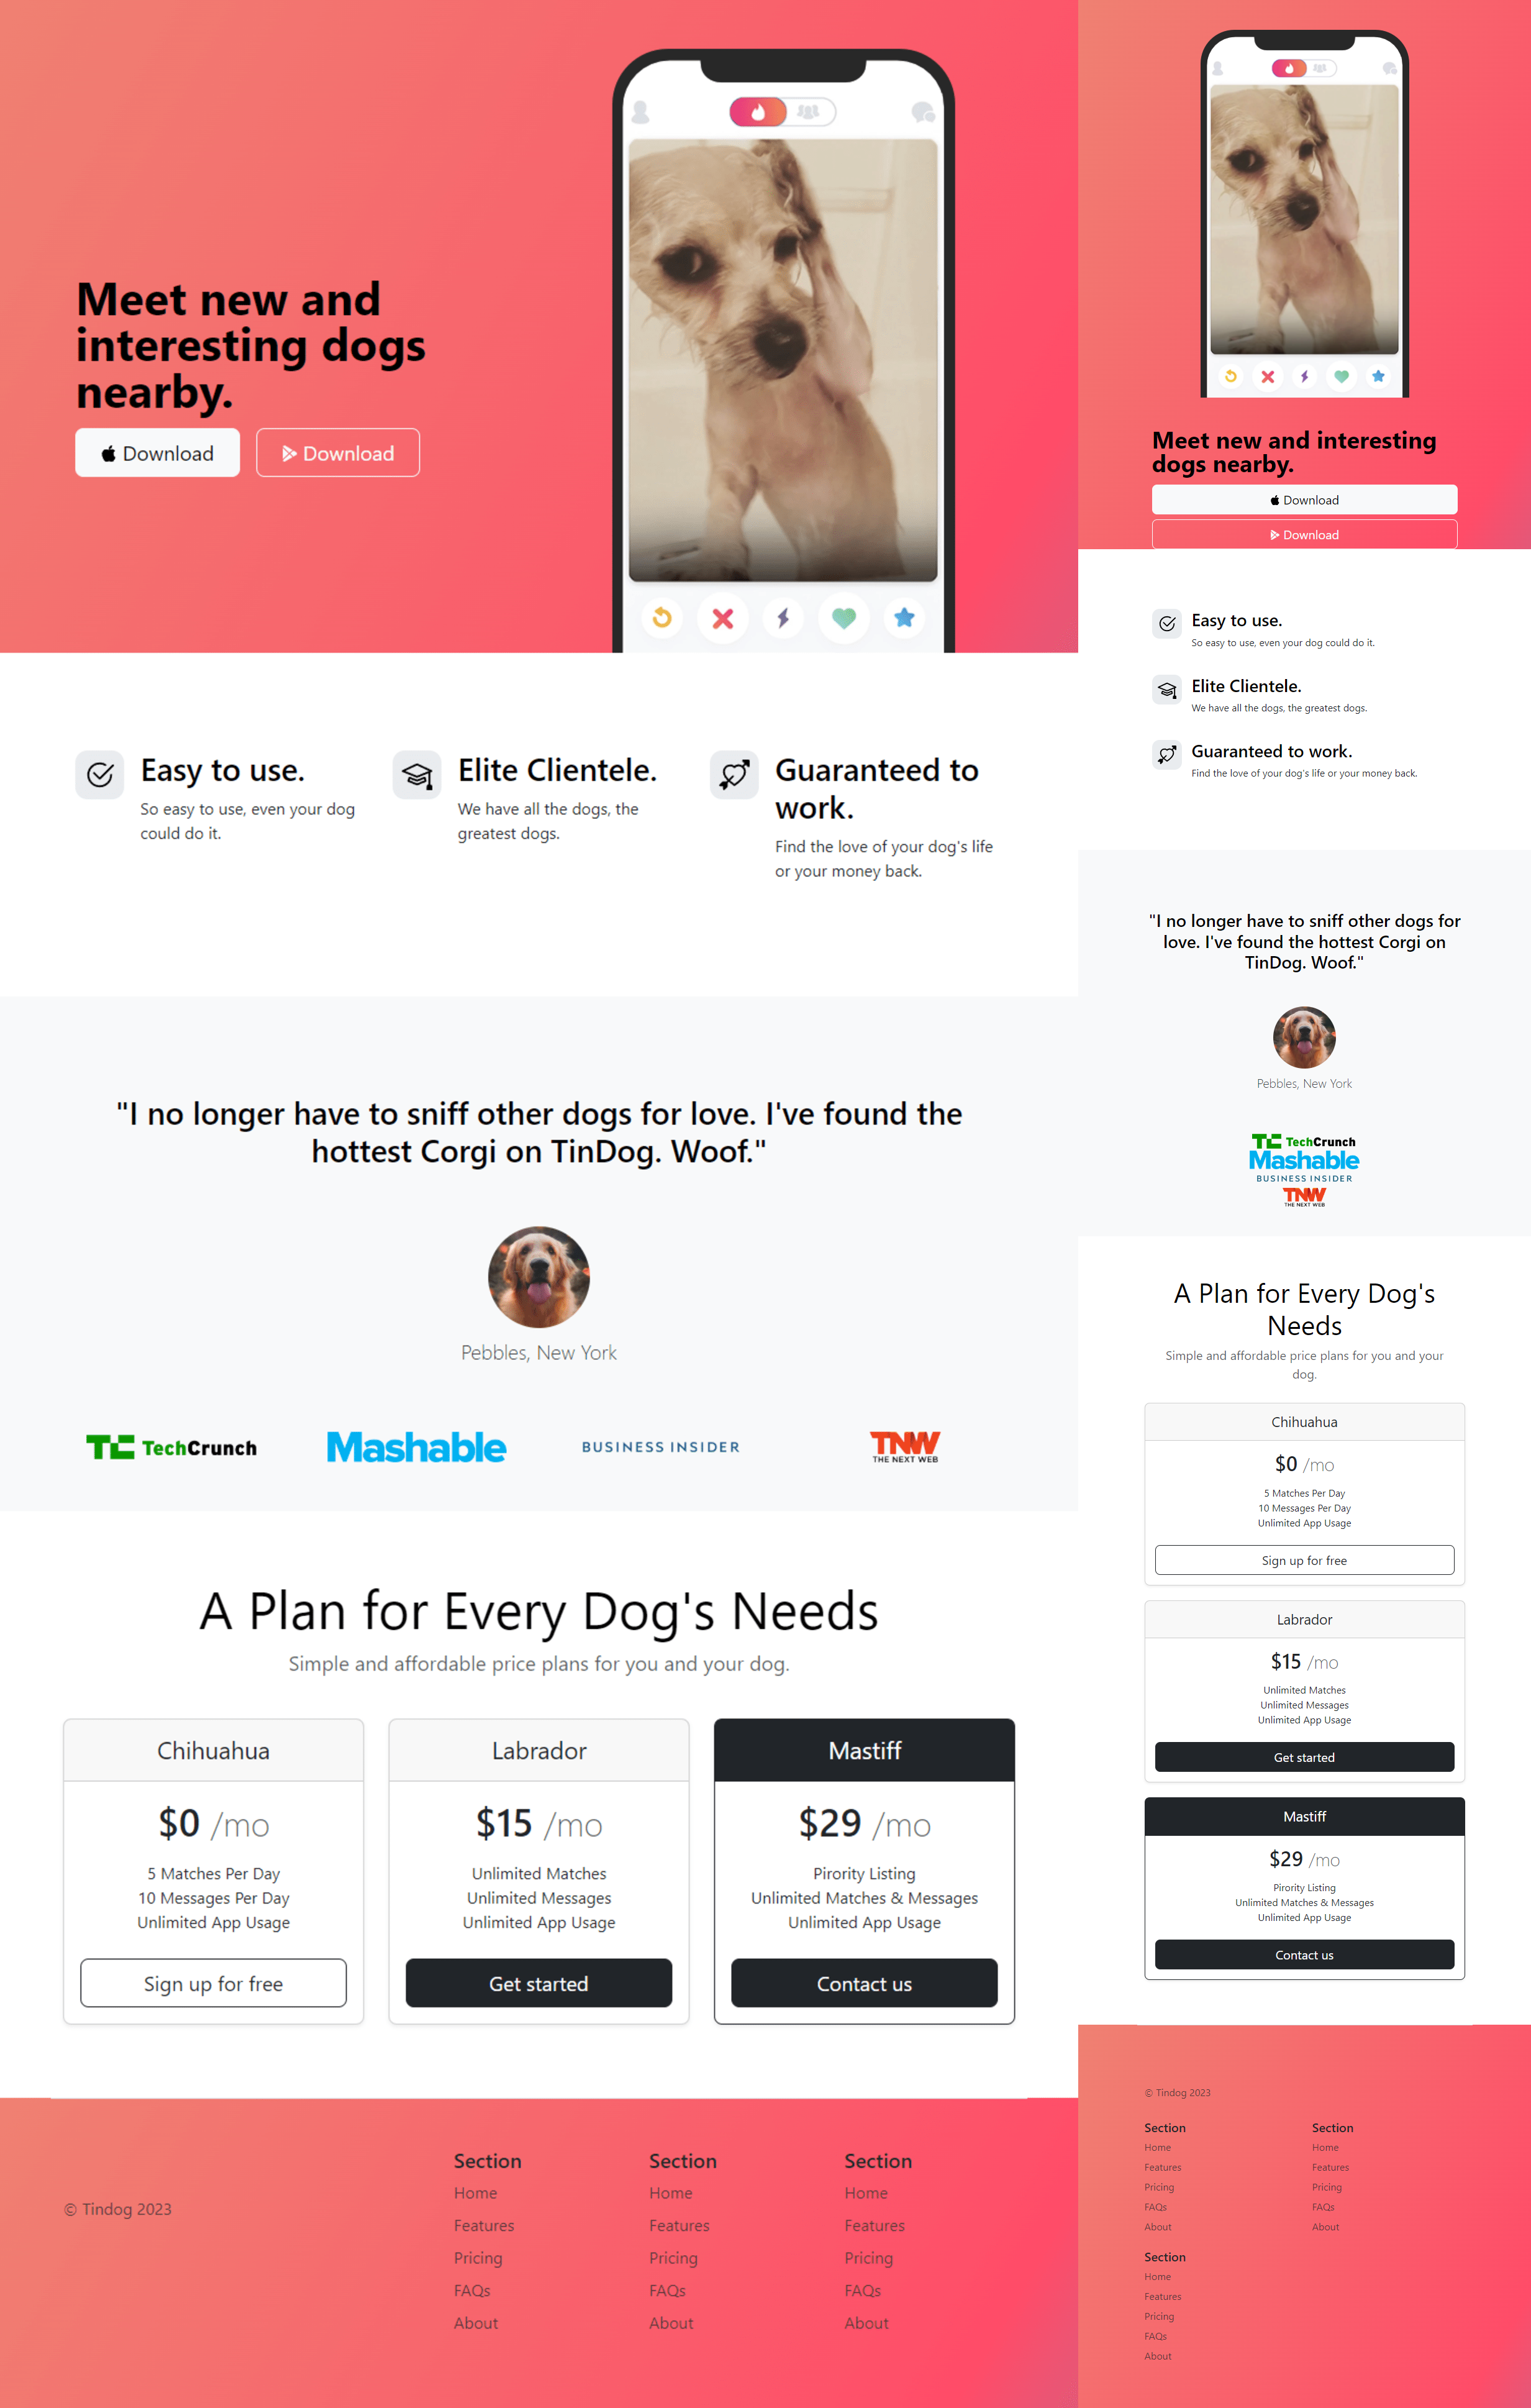 Meet new and
interesting dogs
nearby.
Download
Download
Easy to use.
So easy to use, even your dog
could do it.
Elite Clientele.
We have all the dogs, the
greatest dogs.
Guaranteed to
work.
Find the love of your dog's life
or your money back.
"I no longer have to sniff other dogs for love. I've found the
hottest Corgi on TinDog. Woof."
Pebbles, New York
TC TechCrunch
Mashable
BUSINESS INSIDER
TNW
THE NEXT WEB
A Plan for Every Dog's Needs
Simple and affordable price plans for you and your dog.
Chihuahua
$0 /mo
5 Matches Per Day
10 Messages Per Day
Unlimited App Usage
Sign up for free
Labrador
$15 /mo
Unlimited Matches
Unlimited Messages
Unlimited App Usage
Get started
Mastiff
$29 /mo
Pirority Listing
Unlimited Matches & Messages
Unlimited App Usage
Contact us
© Tindog 2023
Section
Home
Features
Pricing
FAQs
About
Section
Home
Features
Pricing
FAQs
About
Section
Home
Features
Pricing
FAQs
About
Meet new and interesting
dogs nearby.
Download
Download
Easy to use.
So easy to use, even your dog could do it.
Elite Clientele.
We have all the dogs, the greatest dogs.
Guaranteed to work.
Find the love of your dog's life or your money back.
"I no longer have to sniff other dogs for
love. I've found the hottest Corgi on
TinDog. Woof."
Pebbles, New York
TC TechCrunch
Mashable
BUSINESS INSIDER
TNW
THE NEXT WEB
A Plan for Every Dog's
Needs
Simple and affordable price plans for you and your
dog.
Chihuahua
$0 /mo
5 Matches Per Day
10 Messages Per Day
Unlimited App Usage
Sign up for free
Labrador
$15 /mo
Unlimited Matches
Unlimited Messages
Unlimited App Usage
Get started
Mastiff
$29 /mo
Pirority Listing
Unlimited Matches & Messages
Unlimited App Usage
Contact us
© Tindog 2023
Section
Home
Features
Pricing
FAQs
About
Section
Home
Features
Pricing
FAQs
About
Section
Home
Features
Pricing
FAQs
About